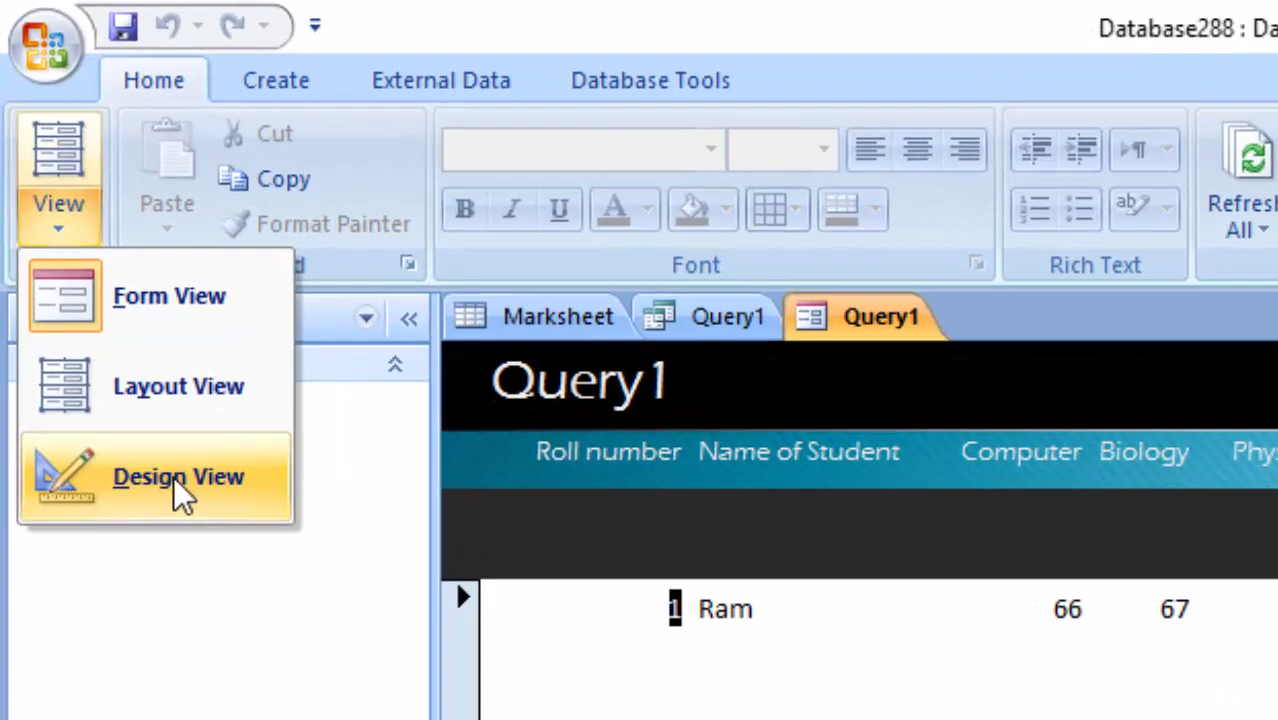 Database288 : Da
Home Create External Data Database Tools
View
Paste
Cut
Copy
Format Painter
B I U A
ab
Font
Rich Text
Refresh
All
Form View
Layout View
Design View
Marksheet Query1 Query1
Query1
Roll number Name of Student Computer Biology Phys
1 Ram 66 67